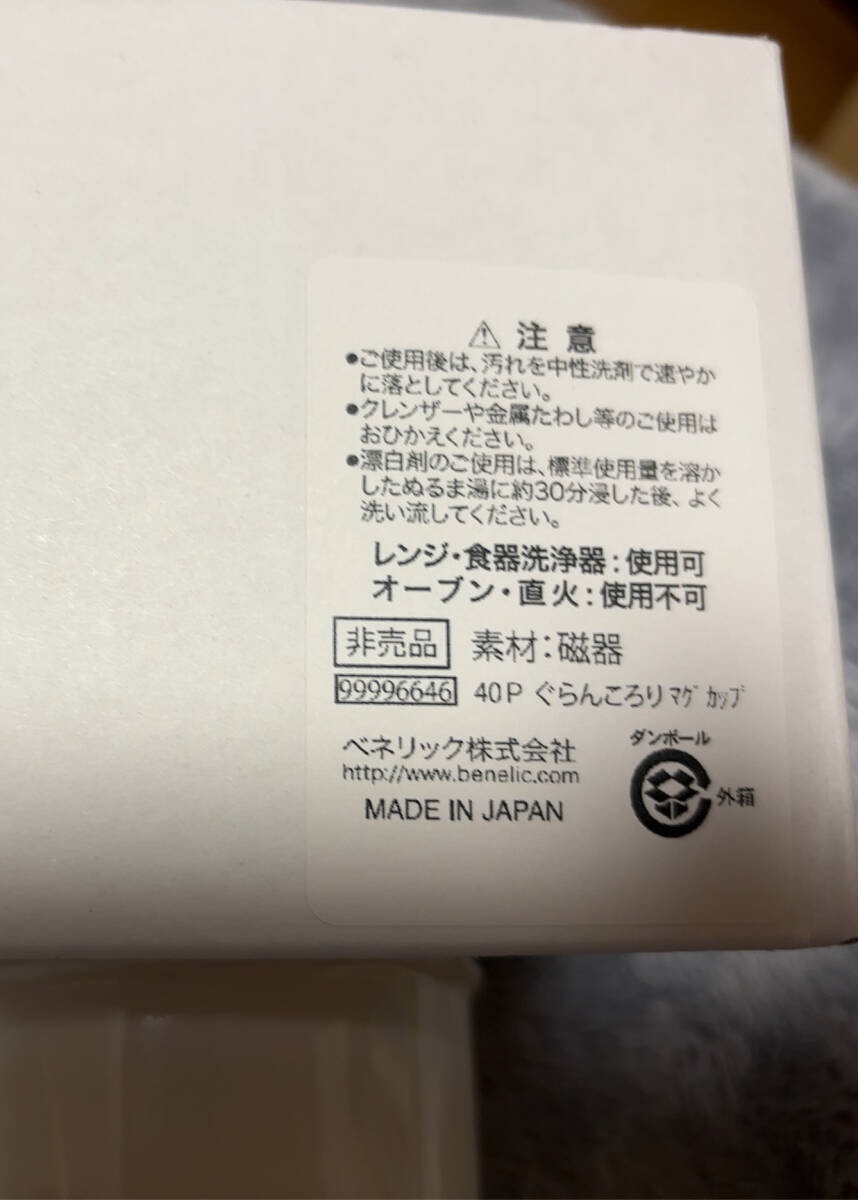 ⚠ 注意
●ご使用後は、汚れを中性洗剤で速やか
に落としてください。
●クレンザーや金属たわし等のご使用は
おひかえください。
●漂白剤のご使用は、標準使用量を溶か
したぬるま湯に約30分浸した後、よく
洗い流してください。
レンジ・食器洗浄器：使用可
オーブン・直火：使用不可
非売品 素材：磁器
99996646 40P ぐらんころりﾏｸﾞｶｯﾌﾟ
ベネリック株式会社
http://www.benelic.com
MADE IN JAPAN
ダンボール
外箱